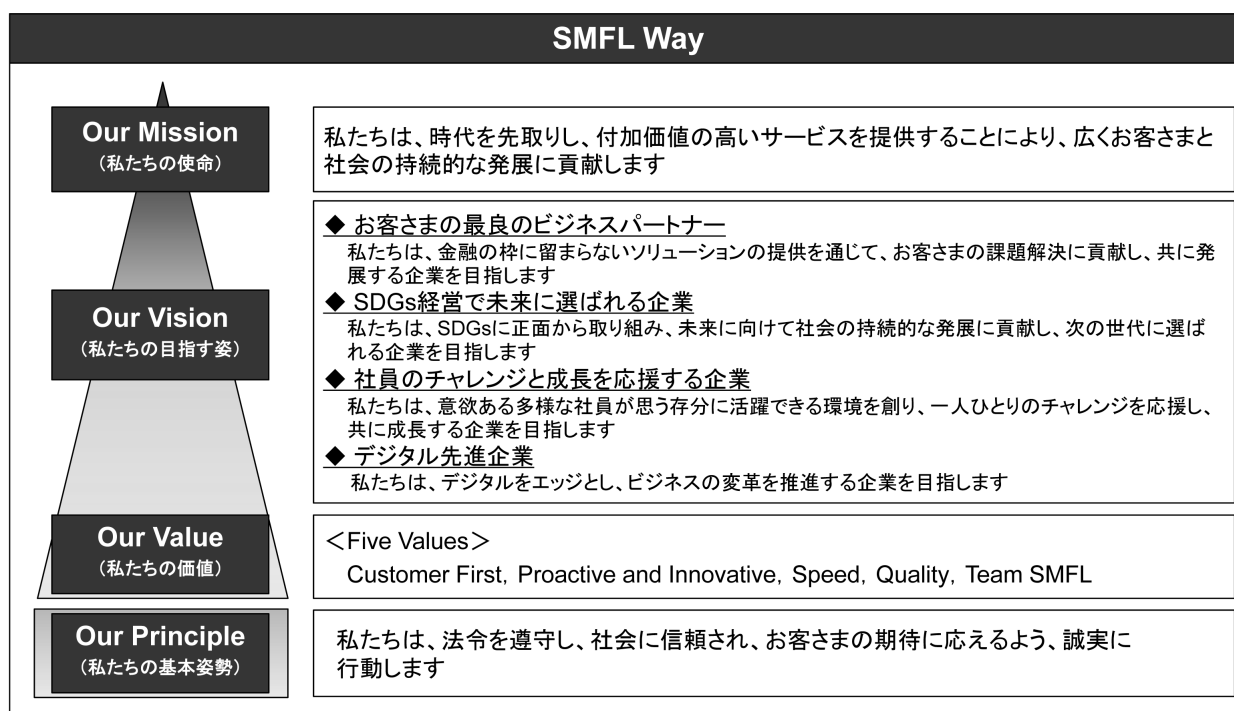 SMFL Way
Our Mission
(私たちの使命)
私たちは、時代を先取りし、付加価値の高いサービスを提供することにより、広くお客さまと
社会の持続的な発展に貢献します
Our Vision
(私たちの目指す姿)
◆ お客さまの最良のビジネスパートナー
私たちは、金融の枠に留まらないソリューションの提供を通じて、お客さまの課題解決に貢献し、共に発
展する企業を目指します
◆ SDGs経営で未来に選ばれる企業
私たちは、SDGsに正面から取り組み、未来に向けて社会の持続的な発展に貢献し、次の世代に選ば
れる企業を目指します
◆ 社員のチャレンジと成長を応援する企業
私たちは、意欲ある多様な社員が思う存分に活躍できる環境を創り、一人ひとりのチャレンジを応援し、
共に成長する企業を目指します
◆ デジタル先進企業
私たちは、デジタルをエッジとし、ビジネスの変革を推進する企業を目指します
Our Value
(私たちの価値)
＜Five Values＞
Customer First, Proactive and Innovative, Speed, Quality, Team SMFL
Our Principle
(私たちの基本姿勢)
私たちは、法令を遵守し、社会に信頼され、お客さまの期待に応えるよう、誠実に
行動します